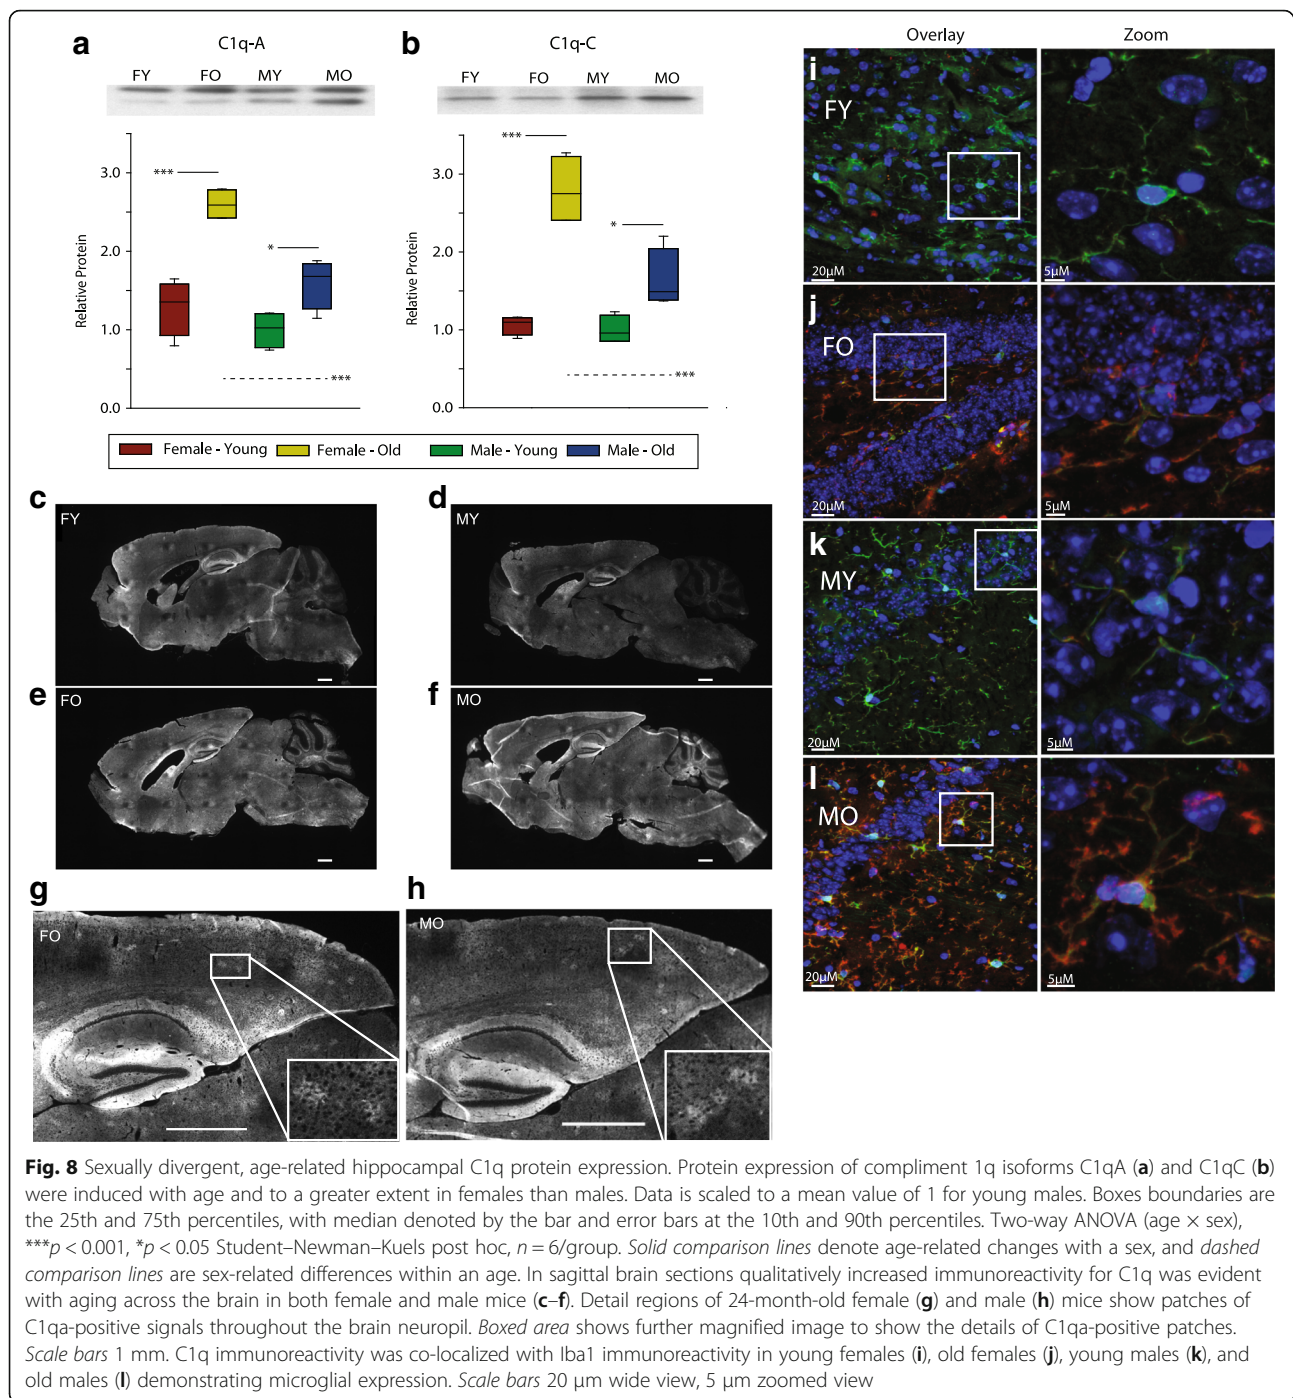 a
C1q-A
FY FO MY MO
***
*
***
3.0
2.0
1.0
0.0
Relative Protein
b
C1q-C
FY FO MY MO
***
*
***
3.0
2.0
1.0
0.0
Relative Protein
Female - Young Female - Old Male - Young Male - Old
c
FY
d
MY
e
FO
f
MO
g
FO
h
MO
Overlay Zoom
i
FY
20µM 5µM
j
FO
20µM 5µM
k
MY
20µM 5µM
l
MO
20µM 5µM
Fig. 8 Sexually divergent, age-related hippocampal C1q protein expression. Protein expression of compliment 1q isoforms C1qA (a) and C1qC (b)
were induced with age and to a greater extent in females than males. Data is scaled to a mean value of 1 for young males. Boxes boundaries are
the 25th and 75th percentiles, with median denoted by the bar and error bars at the 10th and 90th percentiles. Two-way ANOVA (age × sex),
***p < 0.001, *p < 0.05 Student–Newman–Kuels post hoc, n = 6/group. Solid comparison lines denote age-related changes with a sex, and dashed
comparison lines are sex-related differences within an age. In sagittal brain sections qualitatively increased immunoreactivity for C1q was evident
with aging across the brain in both female and male mice (c–f). Detail regions of 24-month-old female (g) and male (h) mice show patches of
C1qa-positive signals throughout the brain neuropil. Boxed area shows further magnified image to show the details of C1qa-positive patches.
Scale bars 1 mm. C1q immunoreactivity was co-localized with Iba1 immunoreactivity in young females (i), old females (j), young males (k), and
old males (l) demonstrating microglial expression. Scale bars 20 µm wide view, 5 µm zoomed view